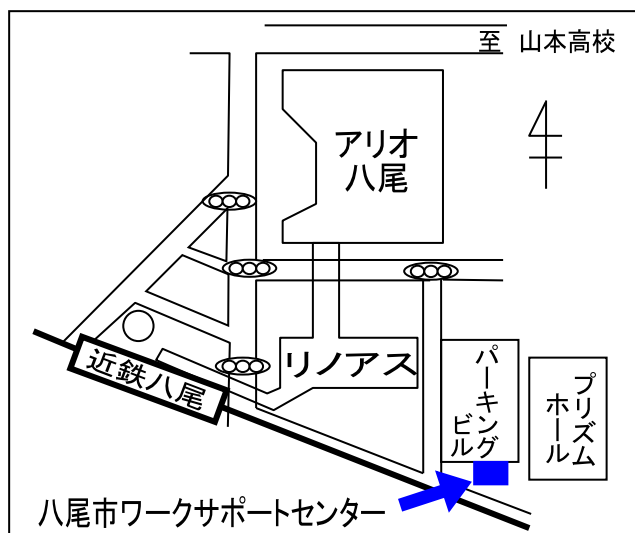 至 山本高校
アリオ
八尾
近鉄八尾
リノアス
パーキング
ビル
プリズム
ホール
八尾市ワークサポートセンター